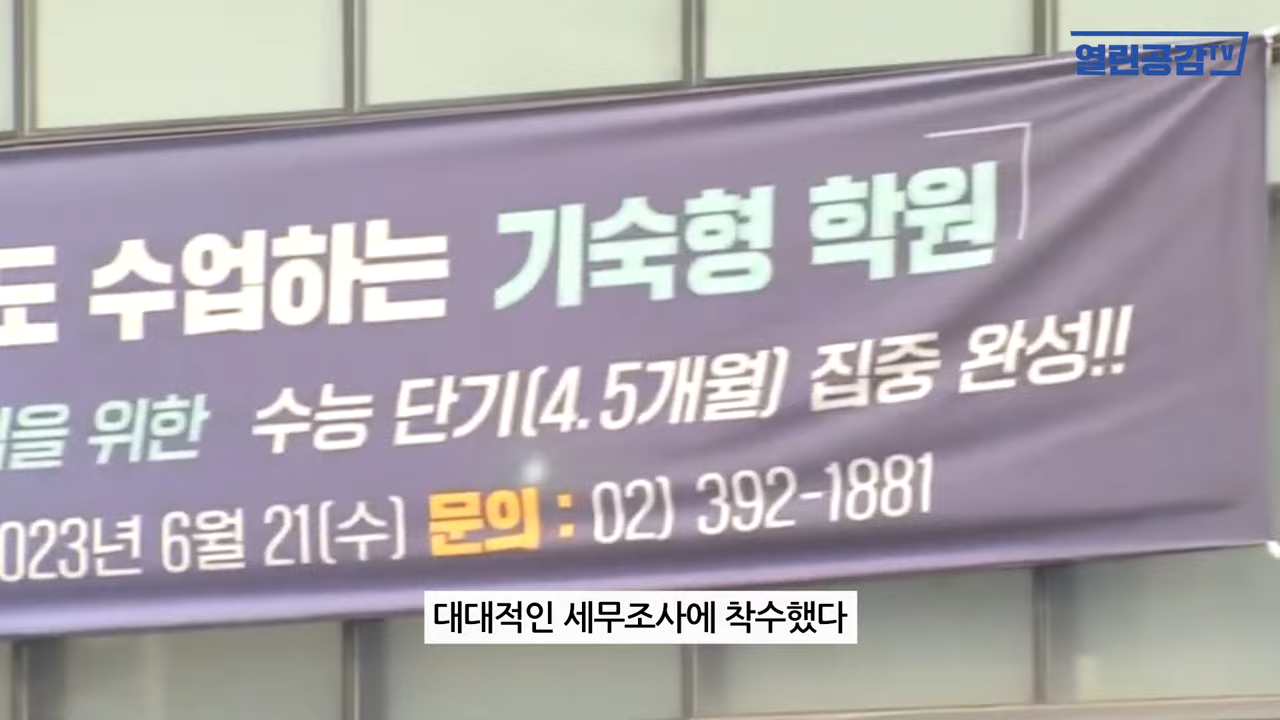 열린공감TV
도 수업하는 기숙형 학원
을 위한 수능 단기(4.5개월) 집중 완성!!
023년 6월 21(수) 문의 : 02) 392-1881
대대적인 세무조사에 착수했다